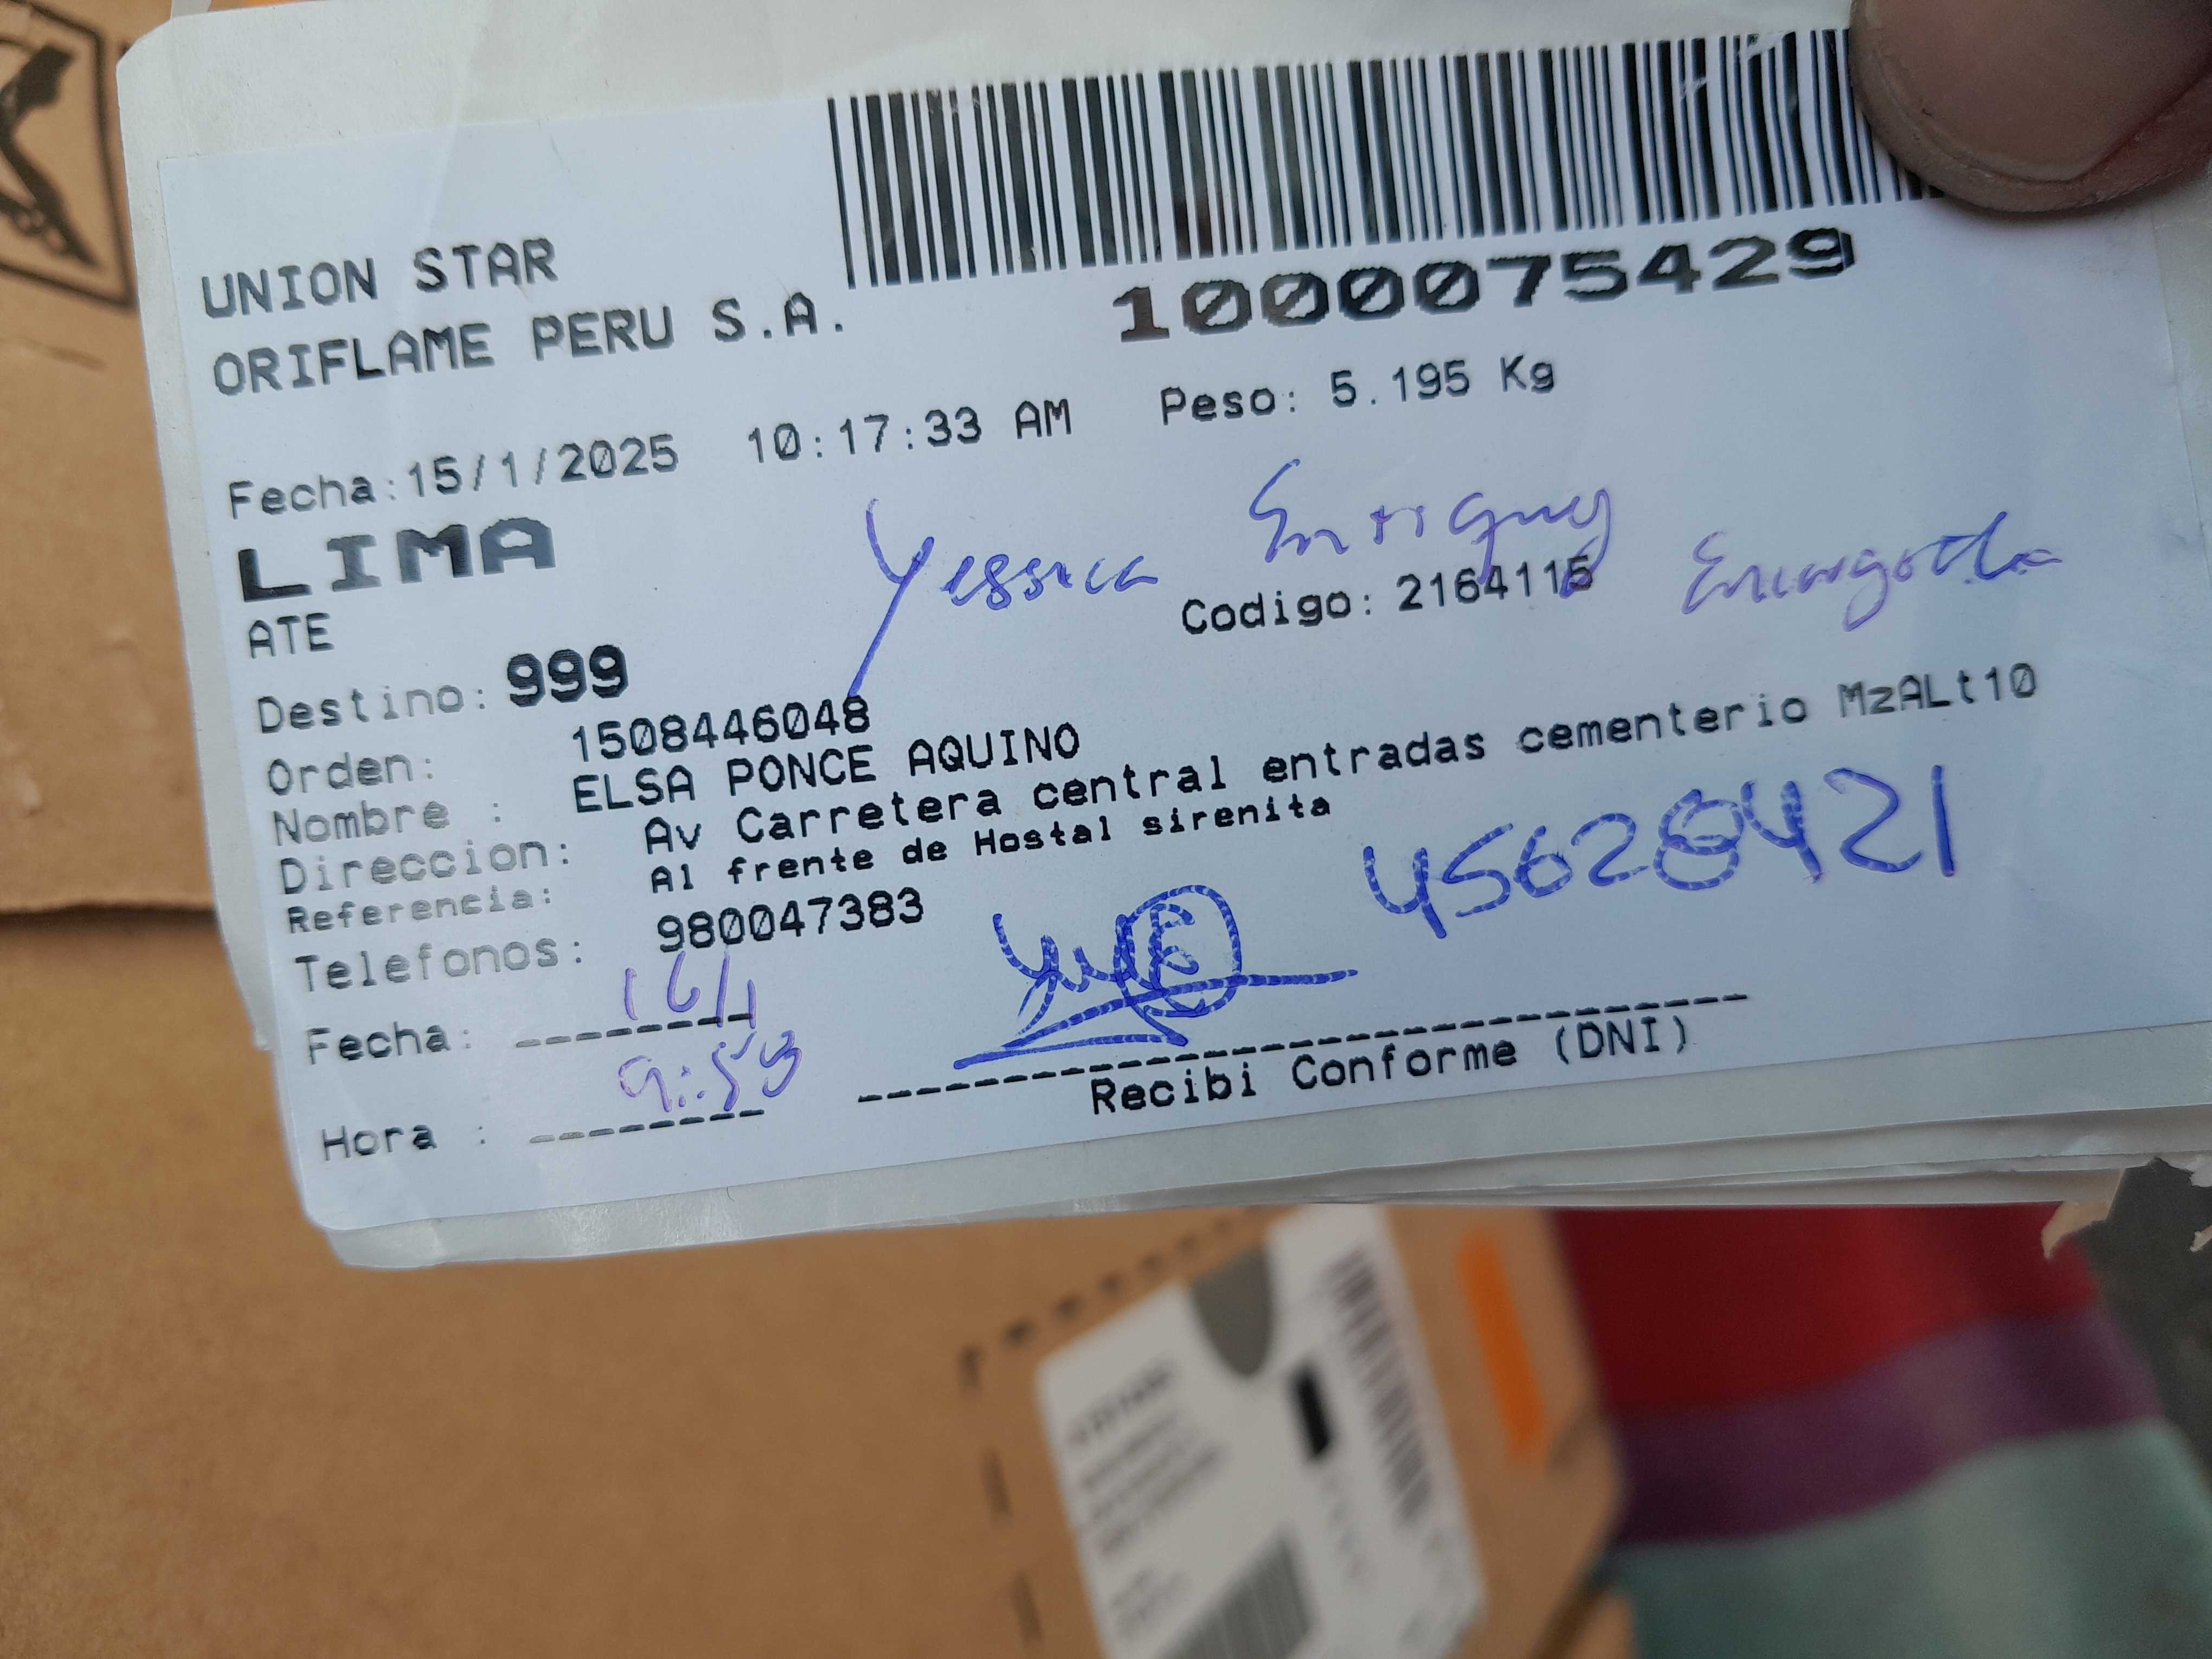 UNION STAR
ORIFLAME PERU S.A.
1000075429
Fecha:15/1/2025 10:17:33 AM Peso: 5.195 Kg
LIMA
Yessica Enriquez Encargada
ATE
Codigo: 2164115
Destino: 999
Orden: 1508446048
Nombre : ELSA PONCE AQUINO
Direccion: Av Carretera central entradas cementerio MzALt10
Referencia: Al frente de Hostal sirenita
Telefonos: 980047383
45628421
Fecha: 16/1
Hora : 9:53
Recibi Conforme (DNI)